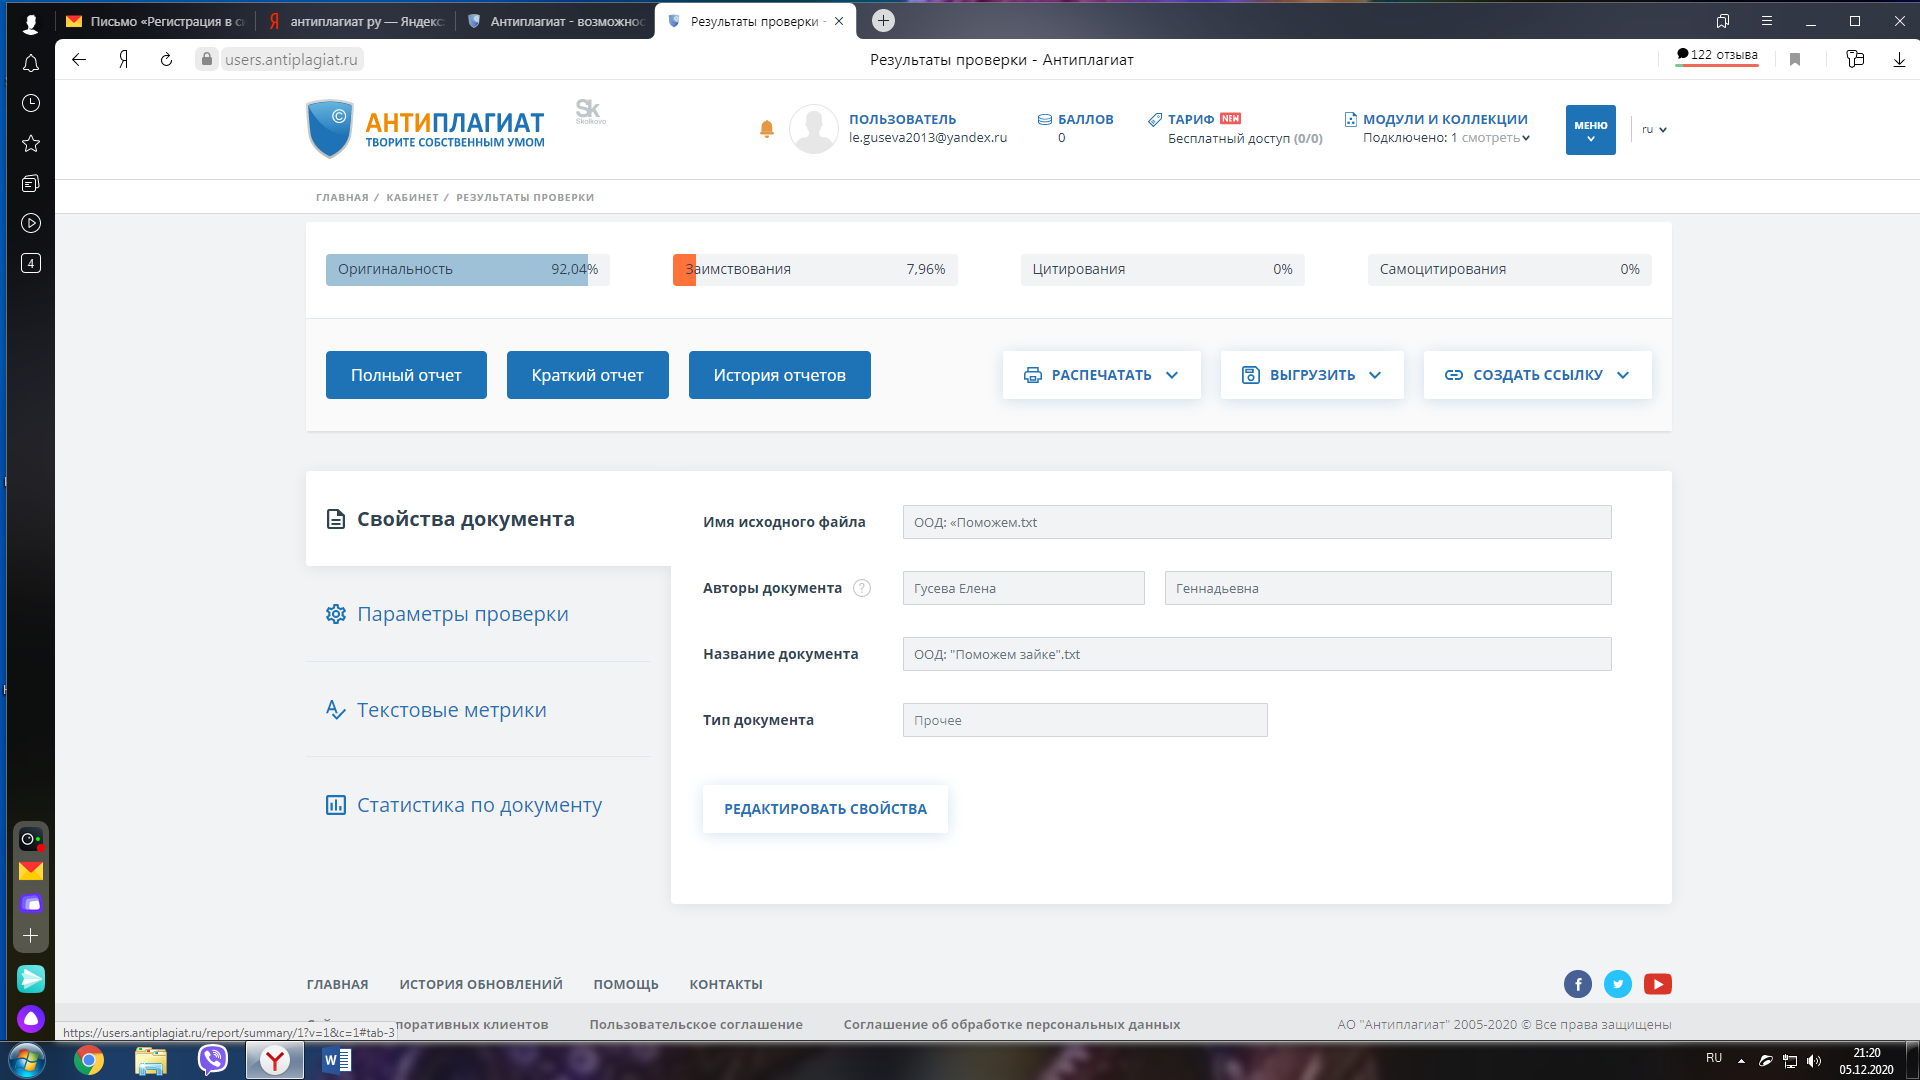 Письмо «Регистрация в си
антиплагиат ру — Яндекс
Антиплагиат - возможнос
Результаты проверки -
users.antiplagiat.ru
Результаты проверки - Антиплагиат
122 отзыва
4
АНТИПЛАГИАТ
ТВОРИТЕ СОБСТВЕННЫМ УМОМ
Sk
Skolkovo
ПОЛЬЗОВАТЕЛЬ
le.guseva2013@yandex.ru
БАЛЛОВ
0
ТАРИФ NEW
Бесплатный доступ (0/0)
МОДУЛИ И КОЛЛЕКЦИИ
Подключено: 1 смотреть
МЕНЮ
ru
ГЛАВНАЯ / КАБИНЕТ / РЕЗУЛЬТАТЫ ПРОВЕРКИ
Оригинальность 92,04%
Заимствования 7,96%
Цитирования 0%
Самоцитирования 0%
Полный отчет
Краткий отчет
История отчетов
РАСПЕЧАТАТЬ
ВЫГРУЗИТЬ
СОЗДАТЬ ССЫЛКУ
Свойства документа
Параметры проверки
Текстовые метрики
Статистика по документу
Имя исходного файла ООД: «Поможем.txt
Авторы документа ? Гусева Елена Геннадьевна
Название документа ООД: "Поможем зайке".txt
Тип документа Прочее
РЕДАКТИРОВАТЬ СВОЙСТВА
ГЛАВНАЯ ИСТОРИЯ ОБНОВЛЕНИЙ ПОМОЩЬ КОНТАКТЫ
поративных клиентов Пользовательское соглашение Соглашение об обработке персональных данных
АО "Антиплагиат" 2005-2020 © Все права защищены
https://users.antiplagiat.ru/report/summary/1?v=1&c=1#tab-3
RU
21:20
05.12.2020